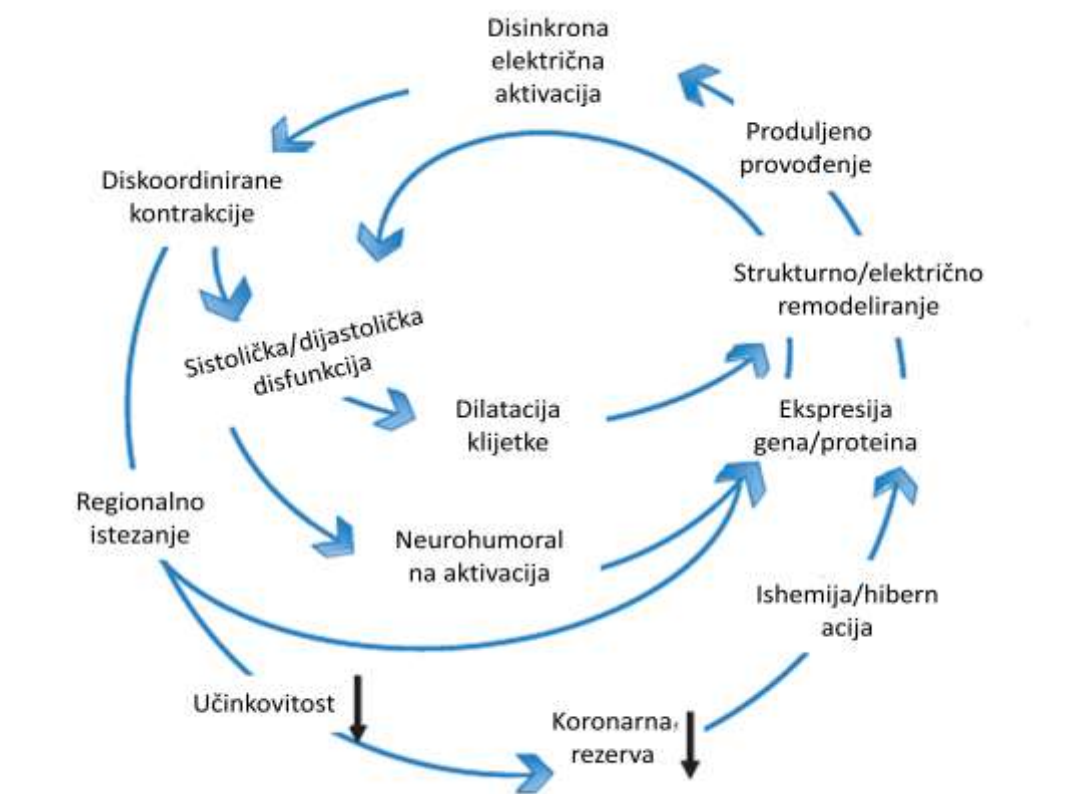 Disinkrona
električna
aktivacija
Produljeno
provođenje
Diskoordinirane
kontrakcije
Strukturno/električno
remodeliranje
Sistolička/dijastolička
disfunkcija
Dilatacija
klijetke
Ekspresija
gena/proteina
Regionalno
istezanje
Neurohumoral
na aktivacija
Ishemija/hibern
acija
Učinkovitost
Koronarna,
rezerva